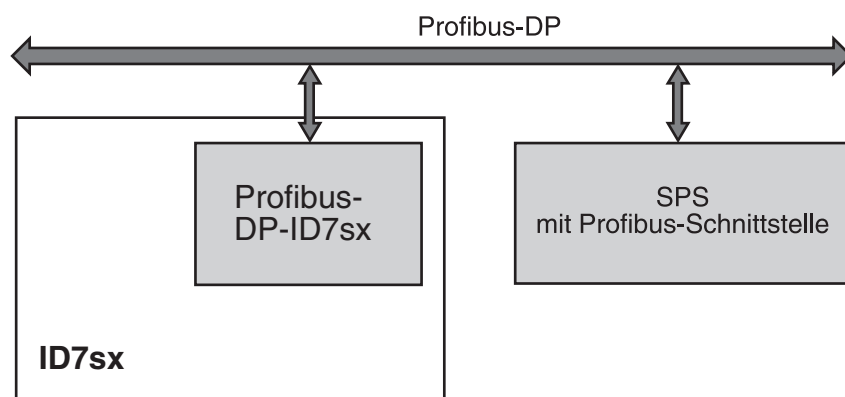 Profibus-DP
Profibus-
DP-ID7sx
SPS
mit Profibus-Schnittstelle
ID7sx